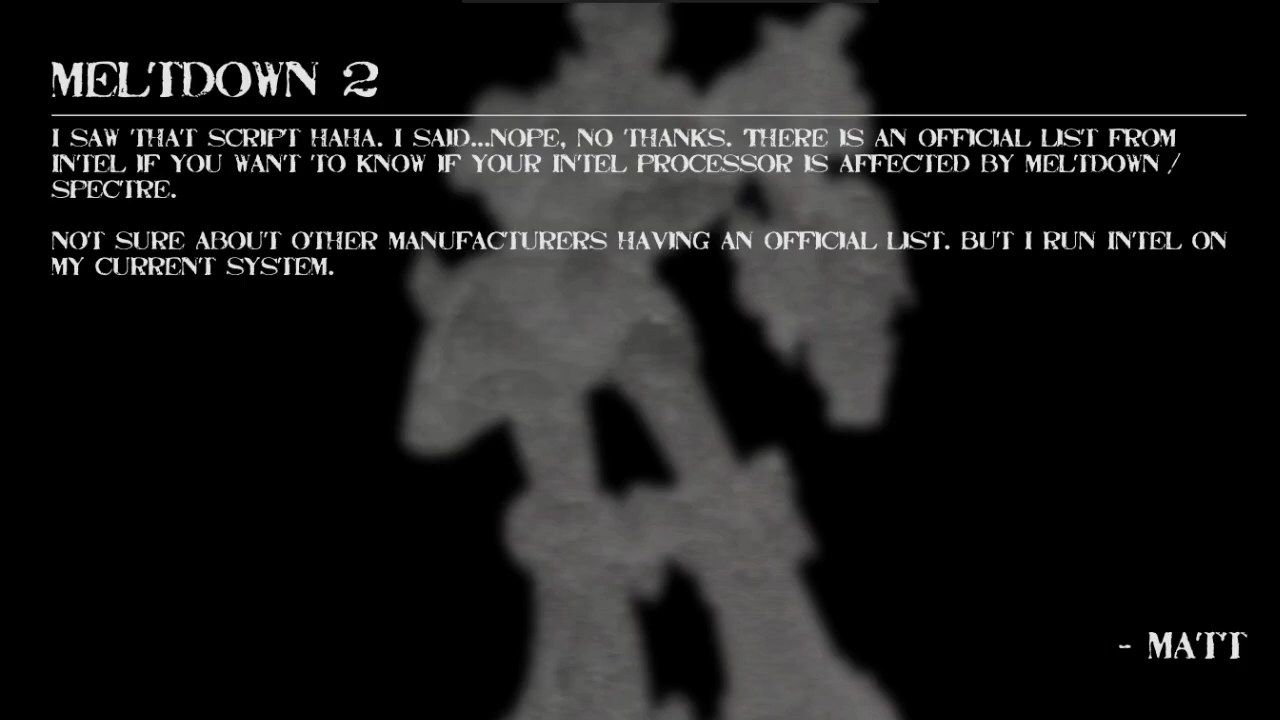 MELTDOWN 2
I SAW THAT SCRIPT HAHA. I SAID...NOPE, NO THANKS. THERE IS AN OFFICIAL LIST FROM
INTEL IF YOU WANT TO KNOW IF YOUR INTEL PROCESSOR IS AFFECTED BY MELTDOWN /
SPECTRE.
NOT SURE ABOUT OTHER MANUFACTURERS HAVING AN OFFICIAL LIST. BUT I RUN INTEL ON
MY CURRENT SYSTEM.
- MATT